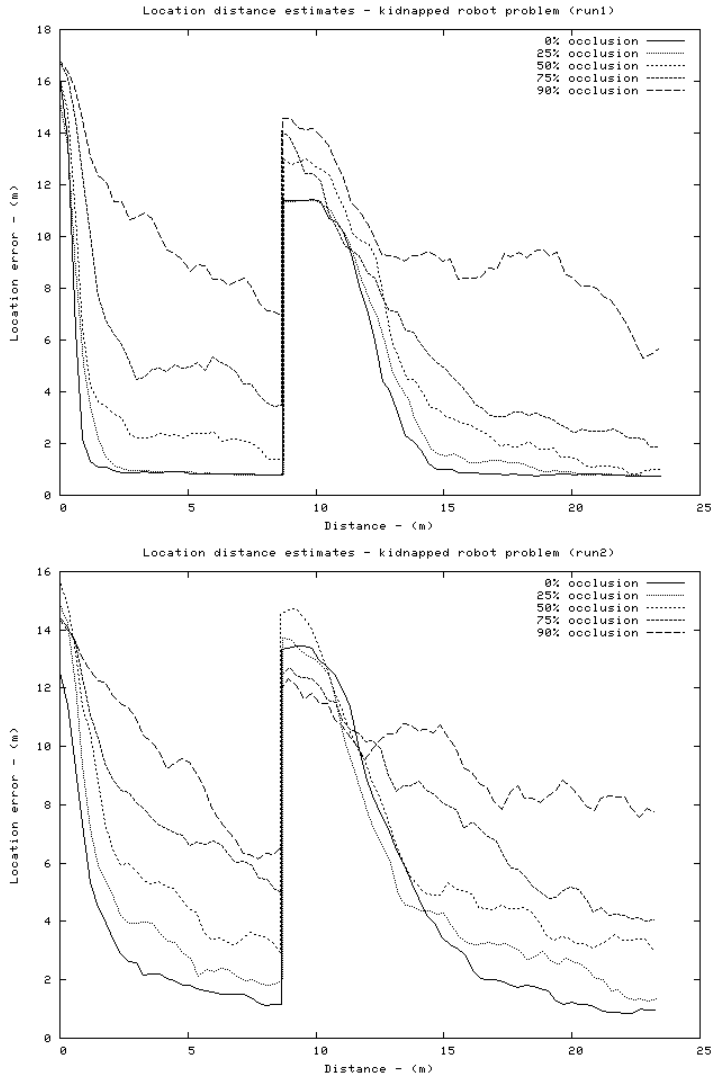 Location distance estimates - kidnapped robot problem (run1)
18
16
14
12
10
8
6
4
2
0
Location error - (m)
0% occlusion
25% occlusion
50% occlusion
75% occlusion
90% occlusion
0 5 10 15 20 25
Distance - (m)
Location distance estimates - kidnapped robot problem (run2)
16
14
12
10
8
6
4
2
0
Location error - (m)
0% occlusion
25% occlusion
50% occlusion
75% occlusion
90% occlusion
0 5 10 15 20 25
Distance - (m)